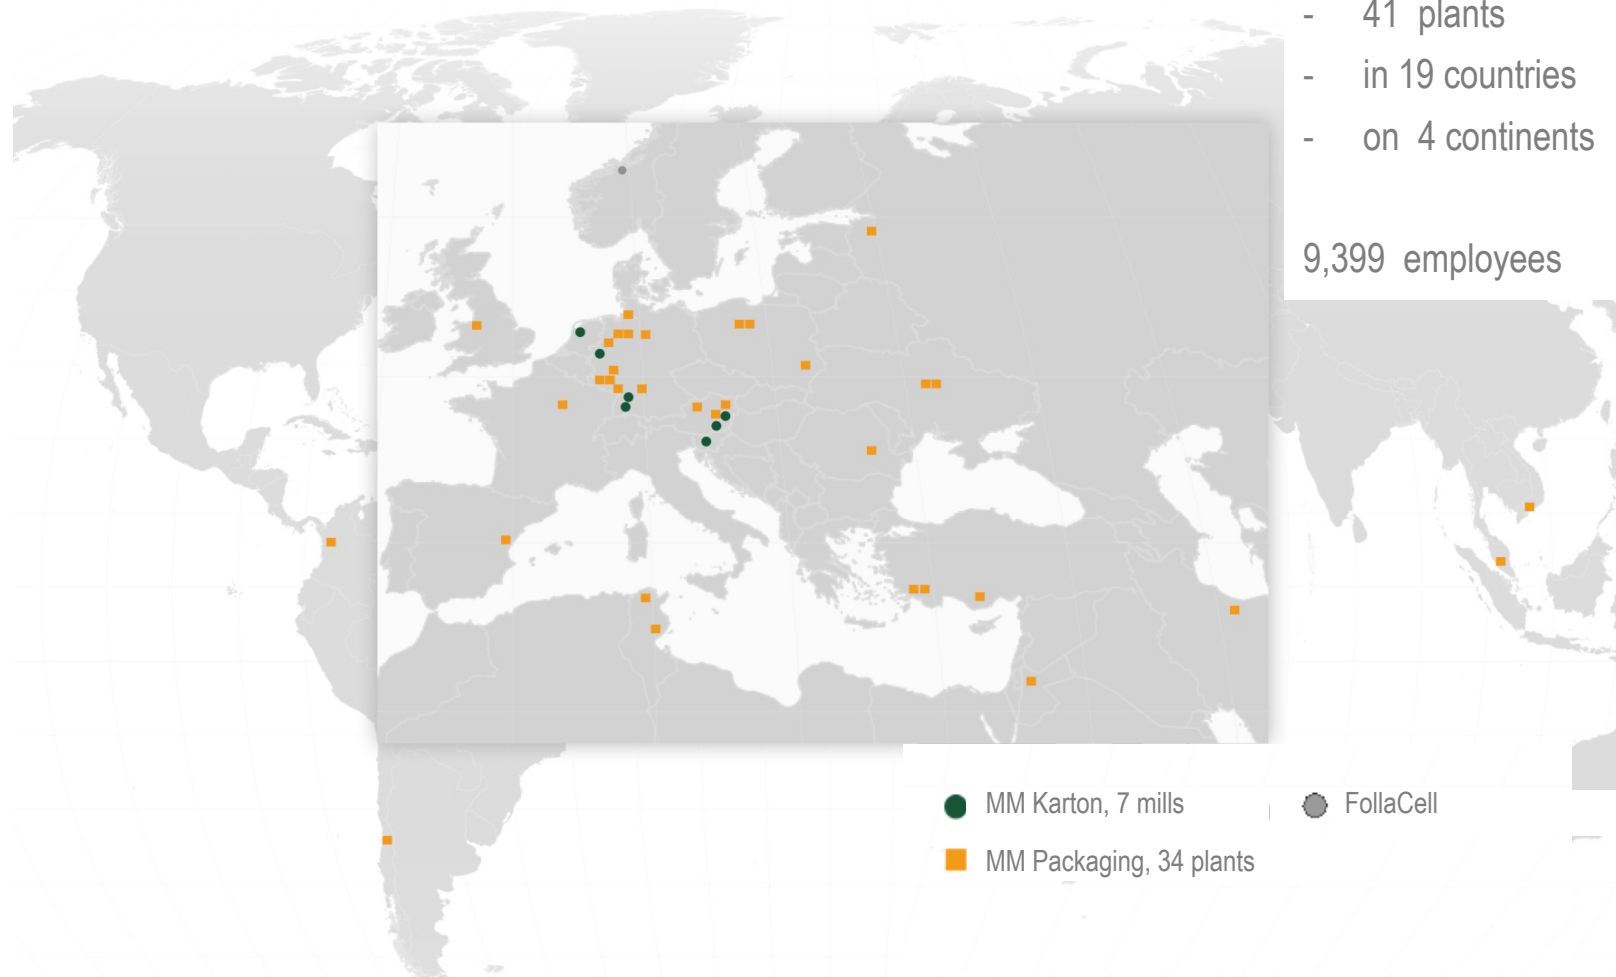 - 41 plants
- in 19 countries
- on 4 continents
9,399 employees
MM Karton, 7 mills
FollaCell
MM Packaging, 34 plants